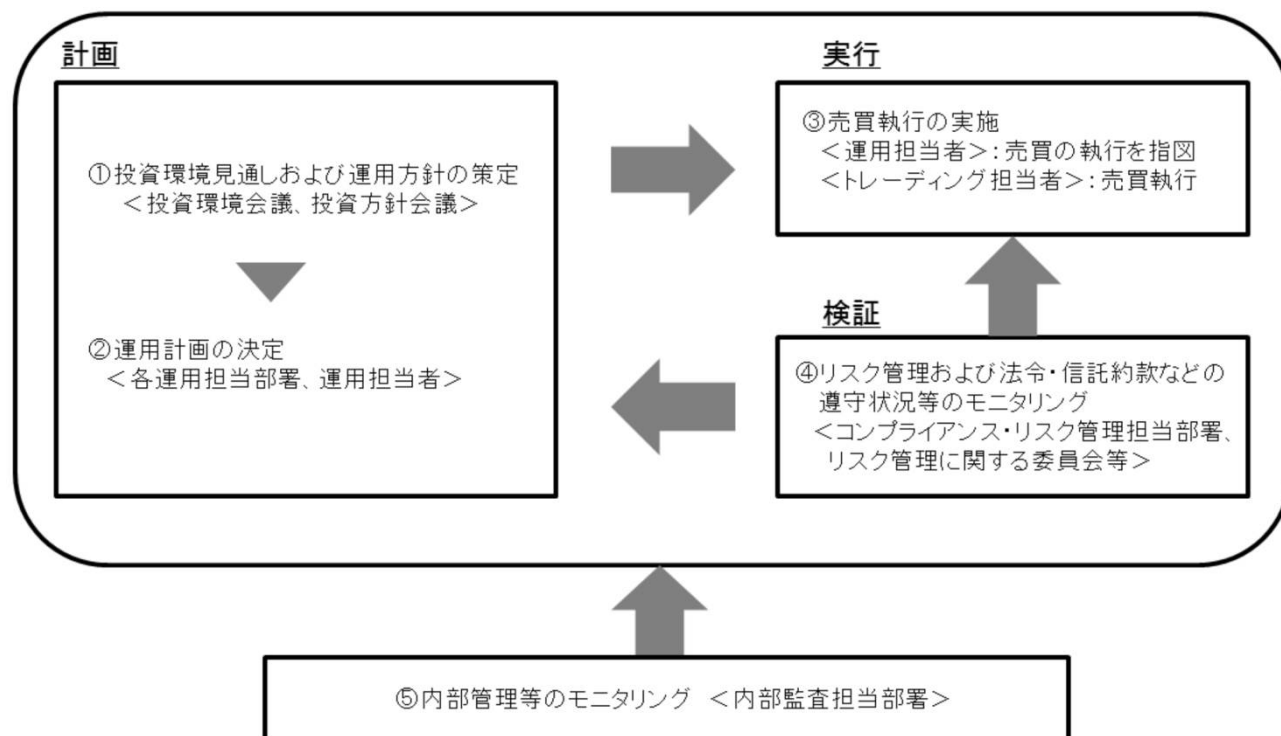 計画
①投資環境見通しおよび運用方針の策定
<投資環境会議、投資方針会議>
②運用計画の決定
<各運用担当部署、運用担当者>
実行
③売買執行の実施
<運用担当者>:売買の執行を指図
<トレーディング担当者>:売買執行
検証
④リスク管理および法令・信託約款などの
遵守状況等のモニタリング
<コンプライアンス・リスク管理担当部署、
リスク管理に関する委員会等>
⑤内部管理等のモニタリング <内部監査担当部署>